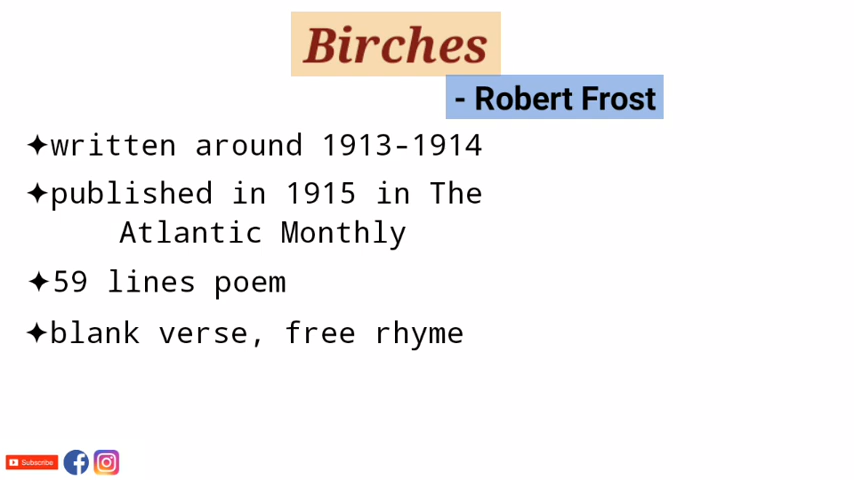 Birches
- Robert Frost
✦written around 1913-1914
✦published in 1915 in The
Atlantic Monthly
✦59 lines poem
✦blank verse, free rhyme
Subscribe